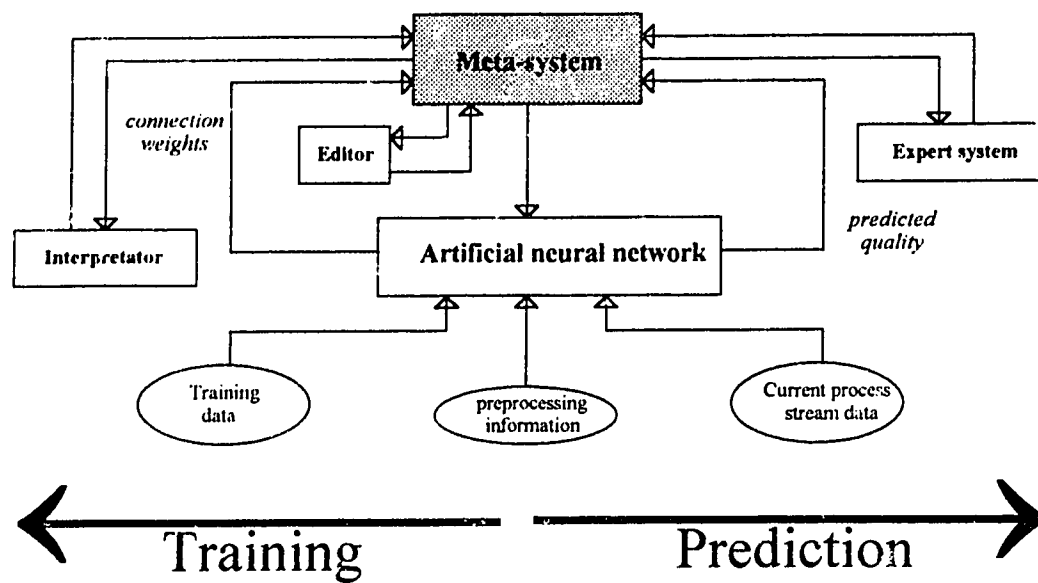 Meta-system
connection
weights
Editor
Expert system
predicted
quality
Interpretator
Artificial neural network
Training
data
preprocessing
information
Current process
stream data
Training
Prediction